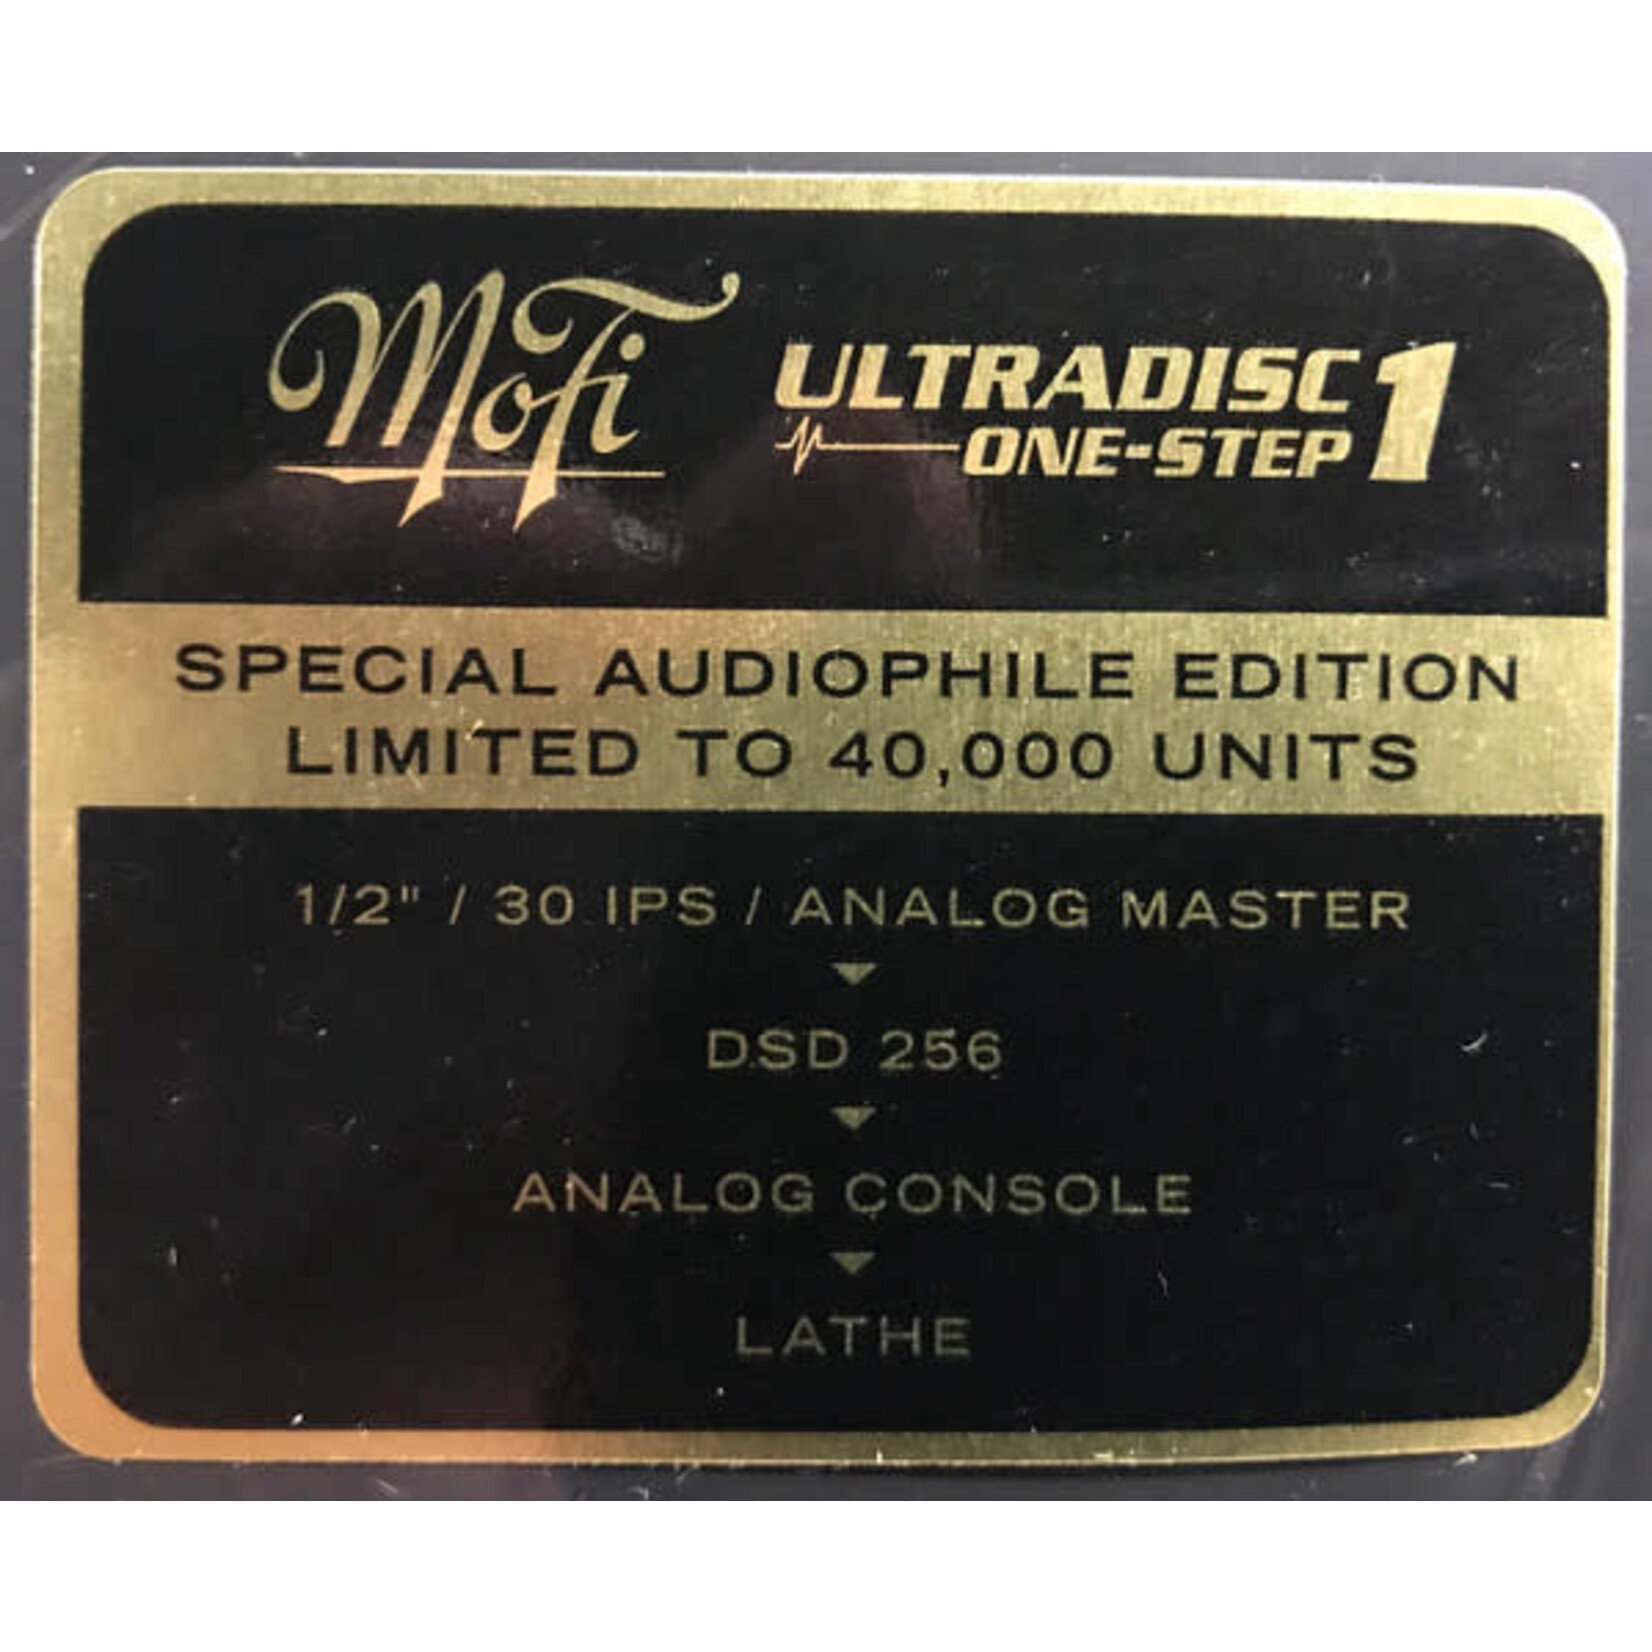 MoFi
ULTRADISC 1
ONE-STEP
SPECIAL AUDIOPHILE EDITION
LIMITED TO 40,000 UNITS
1/2" / 30 IPS / ANALOG MASTER
DSD 256
ANALOG CONSOLE
LATHE